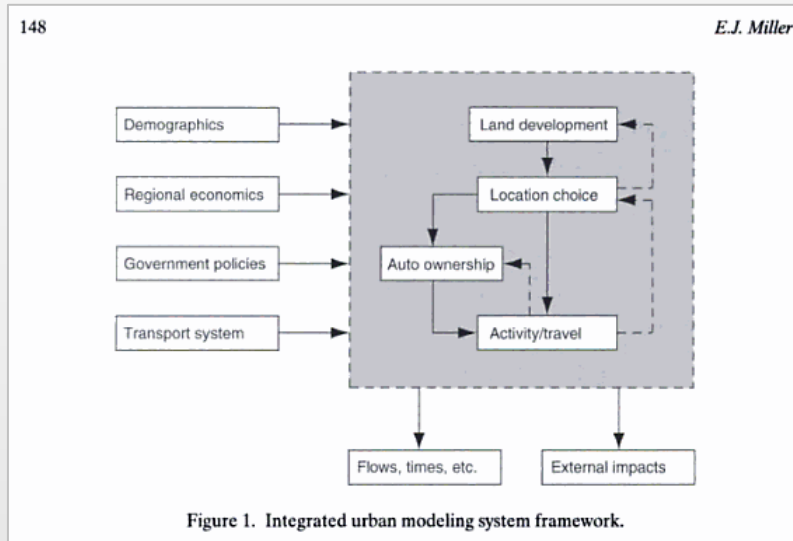 148
E.J. Miller
Demographics
Land development
Regional economics
Location choice
Government policies
Auto ownership
Transport system
Activity/travel
Flows, times, etc.
External impacts
Figure 1. Integrated urban modeling system framework.